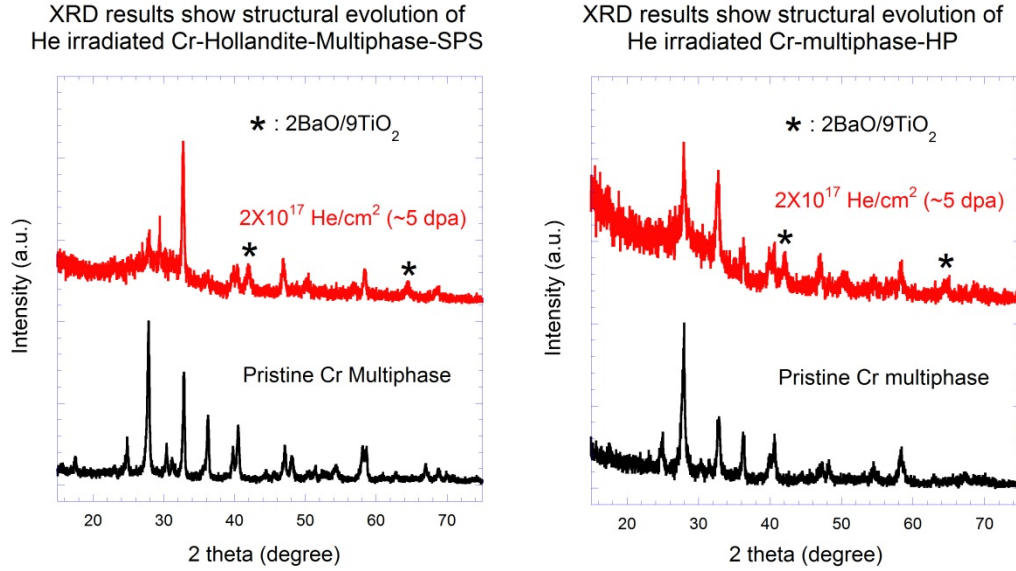 XRD results show structural evolution of
He irradiated Cr-Hollandite-Multiphase-SPS
* : 2BaO/9TiO₂
2X10¹⁷ He/cm² (~5 dpa)
*
*
Pristine Cr Multiphase
Intensity (a.u.)
20 30 40 50 60 70
2 theta (degree)
XRD results show structural evolution of
He irradiated Cr-multiphase-HP
* : 2BaO/9TiO₂
2X10¹⁷ He/cm² (~5 dpa)
*
*
Pristine Cr multiphase
Intensity (a.u.)
20 30 40 50 60 70
2 theta (degree)